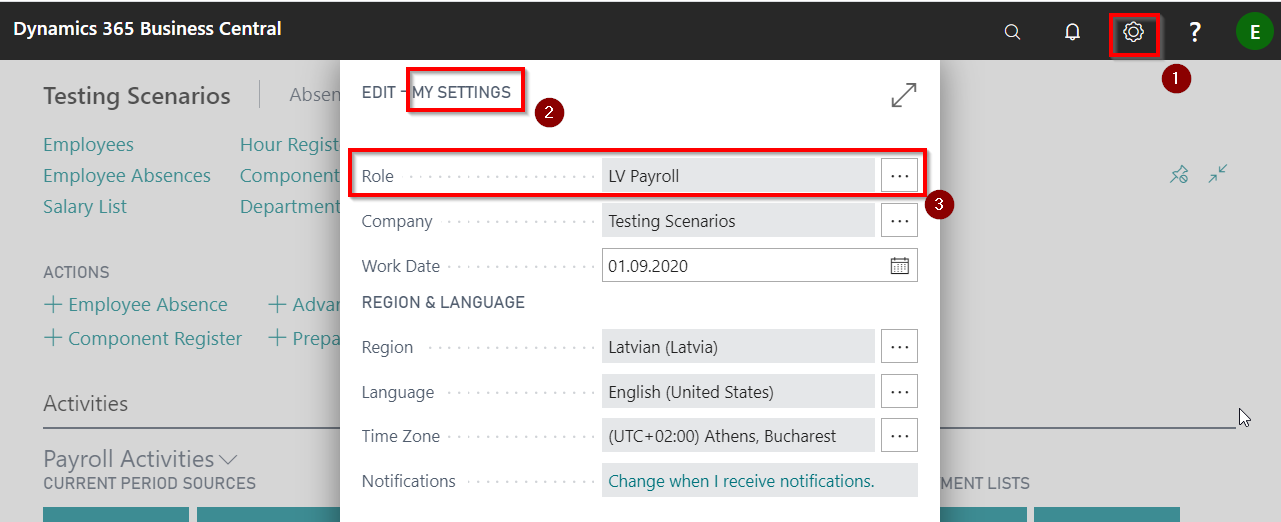 Dynamics 365 Business Central
?
E
1
Testing Scenarios
Absen
EDIT - MY SETTINGS
2
Employees
Hour Regist
Employee Absences
Component
Salary List
Department
Role
LV Payroll
...
3
Company
Testing Scenarios
...
Work Date
01.09.2020
ACTIONS
+ Employee Absence
+ Advan
+ Component Register
+ Prepa
REGION & LANGUAGE
Region
Latvian (Latvia)
...
Language
English (United States)
...
Time Zone
(UTC+02:00) Athens, Bucharest
...
Notifications
Change when I receive notifications.
Activities
Payroll Activities
CURRENT PERIOD SOURCES
MENT LISTS